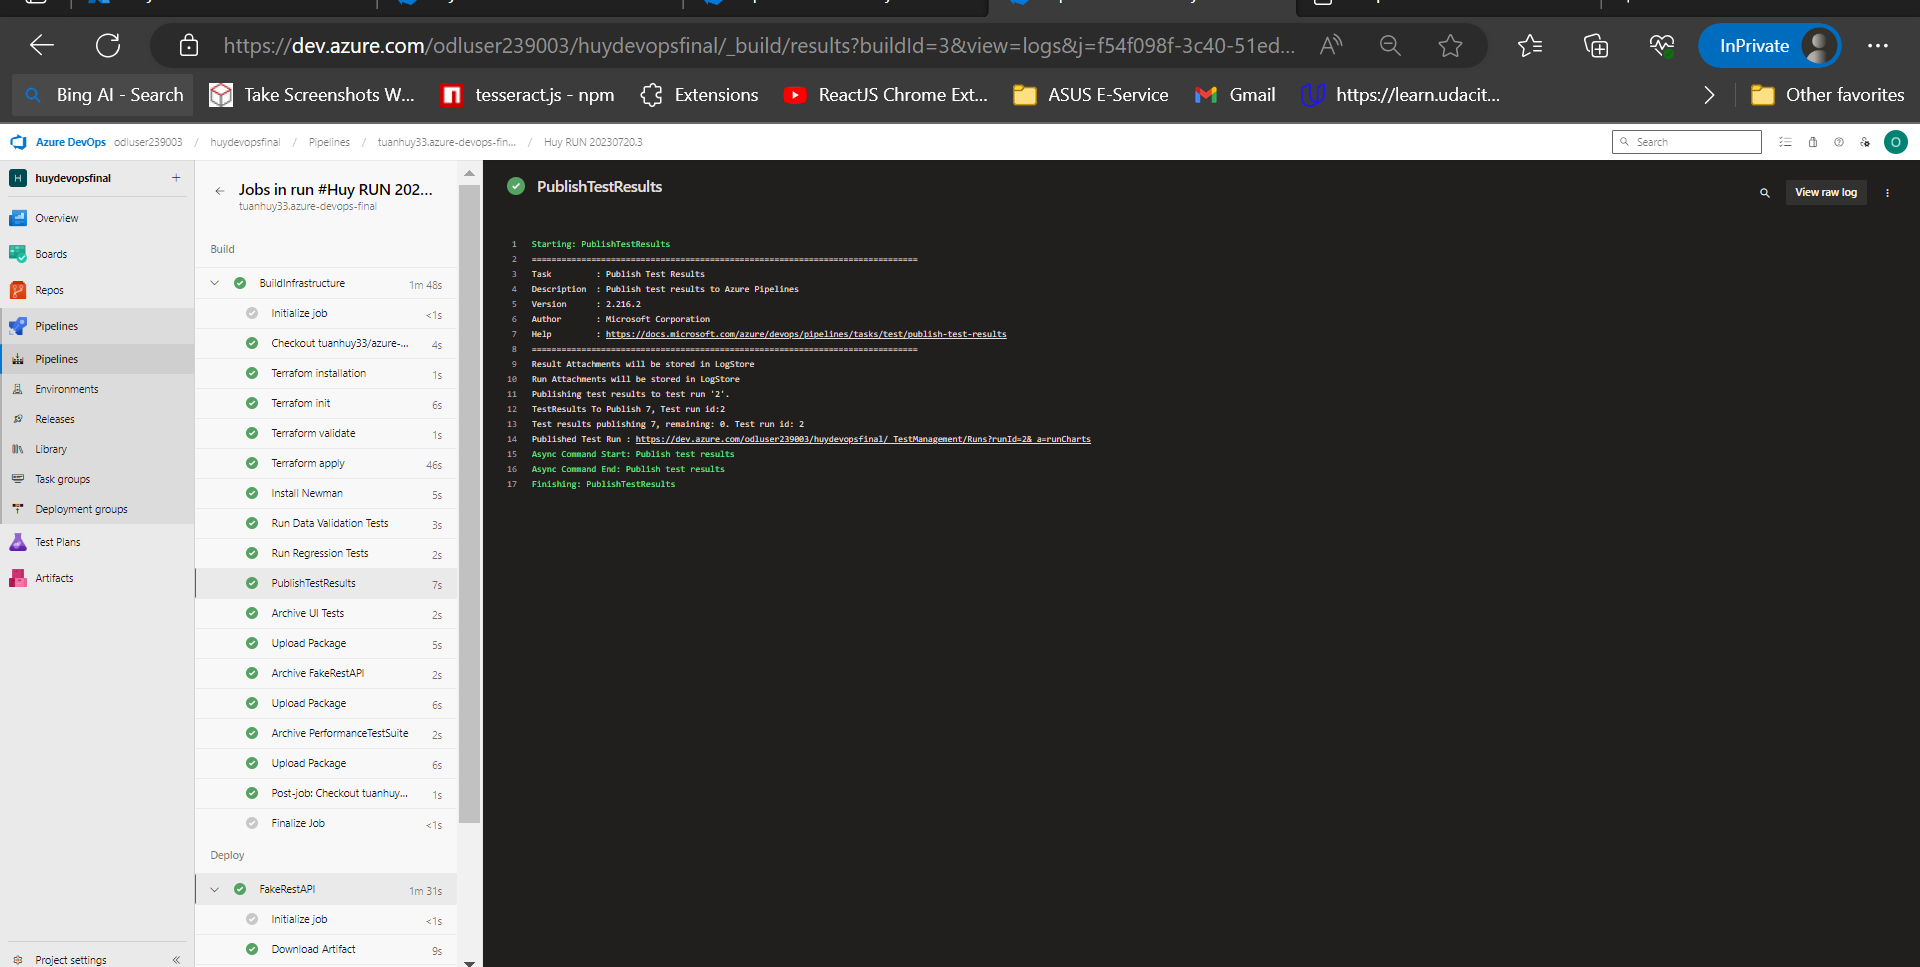 https://dev.azure.com/odluser239003/huydevopsfinal/_build/results?buildId=3&view=logs&j=f54f098f-3c40-51ed...
InPrivate
Bing AI - Search
Take Screenshots W...
tesseract.js - npm
Extensions
ReactJS Chrome Ext...
ASUS E-Service
Gmail
https://learn.udacit...
Other favorites
Azure DevOps odluser239003 / huydevopsfinal / Pipelines / tuanhuy33.azure-devops-fin... / Huy RUN 20230720.3
Search
O
H huydevopsfinal +
Overview
Boards
Repos
Pipelines
Pipelines
Environments
Releases
Library
Task groups
Deployment groups
Test Plans
Artifacts
Project settings
Jobs in run #Huy RUN 202...
tuanhuy33.azure-devops-final
Build
BuildInfrastructure 1m 48s
Initialize job <1s
Checkout tuanhuy33/azure-... 4s
Terrafom installation 1s
Terrafom init 6s
Terraform validate 1s
Terraform apply 46s
Install Newman 5s
Run Data Validation Tests 3s
Run Regression Tests 2s
PublishTestResults 7s
Archive UI Tests 2s
Upload Package 5s
Archive FakeRestAPI 2s
Upload Package 6s
Archive PerformanceTestSuite 2s
Upload Package 6s
Post-job: Checkout tuanhuy... 1s
Finalize Job <1s
Deploy
FakeRestAPI 1m 31s
Initialize job <1s
Download Artifact 9s
PublishTestResults
View raw log
1 Starting: PublishTestResults
2 ==============================================================================
3 Task : Publish Test Results
4 Description : Publish test results to Azure Pipelines
5 Version : 2.216.2
6 Author : Microsoft Corporation
7 Help : https://docs.microsoft.com/azure/devops/pipelines/tasks/test/publish-test-results
8 ==============================================================================
9 Result Attachments will be stored in LogStore
10 Run Attachments will be stored in LogStore
11 Publishing test results to test run '2'.
12 TestResults To Publish 7, Test run id:2
13 Test results publishing 7, remaining: 0. Test run id: 2
14 Published Test Run : https://dev.azure.com/odluser239003/huydevopsfinal/_TestManagement/Runs?runId=2&_a=runCharts
15 Async Command Start: Publish test results
16 Async Command End: Publish test results
17 Finishing: PublishTestResults